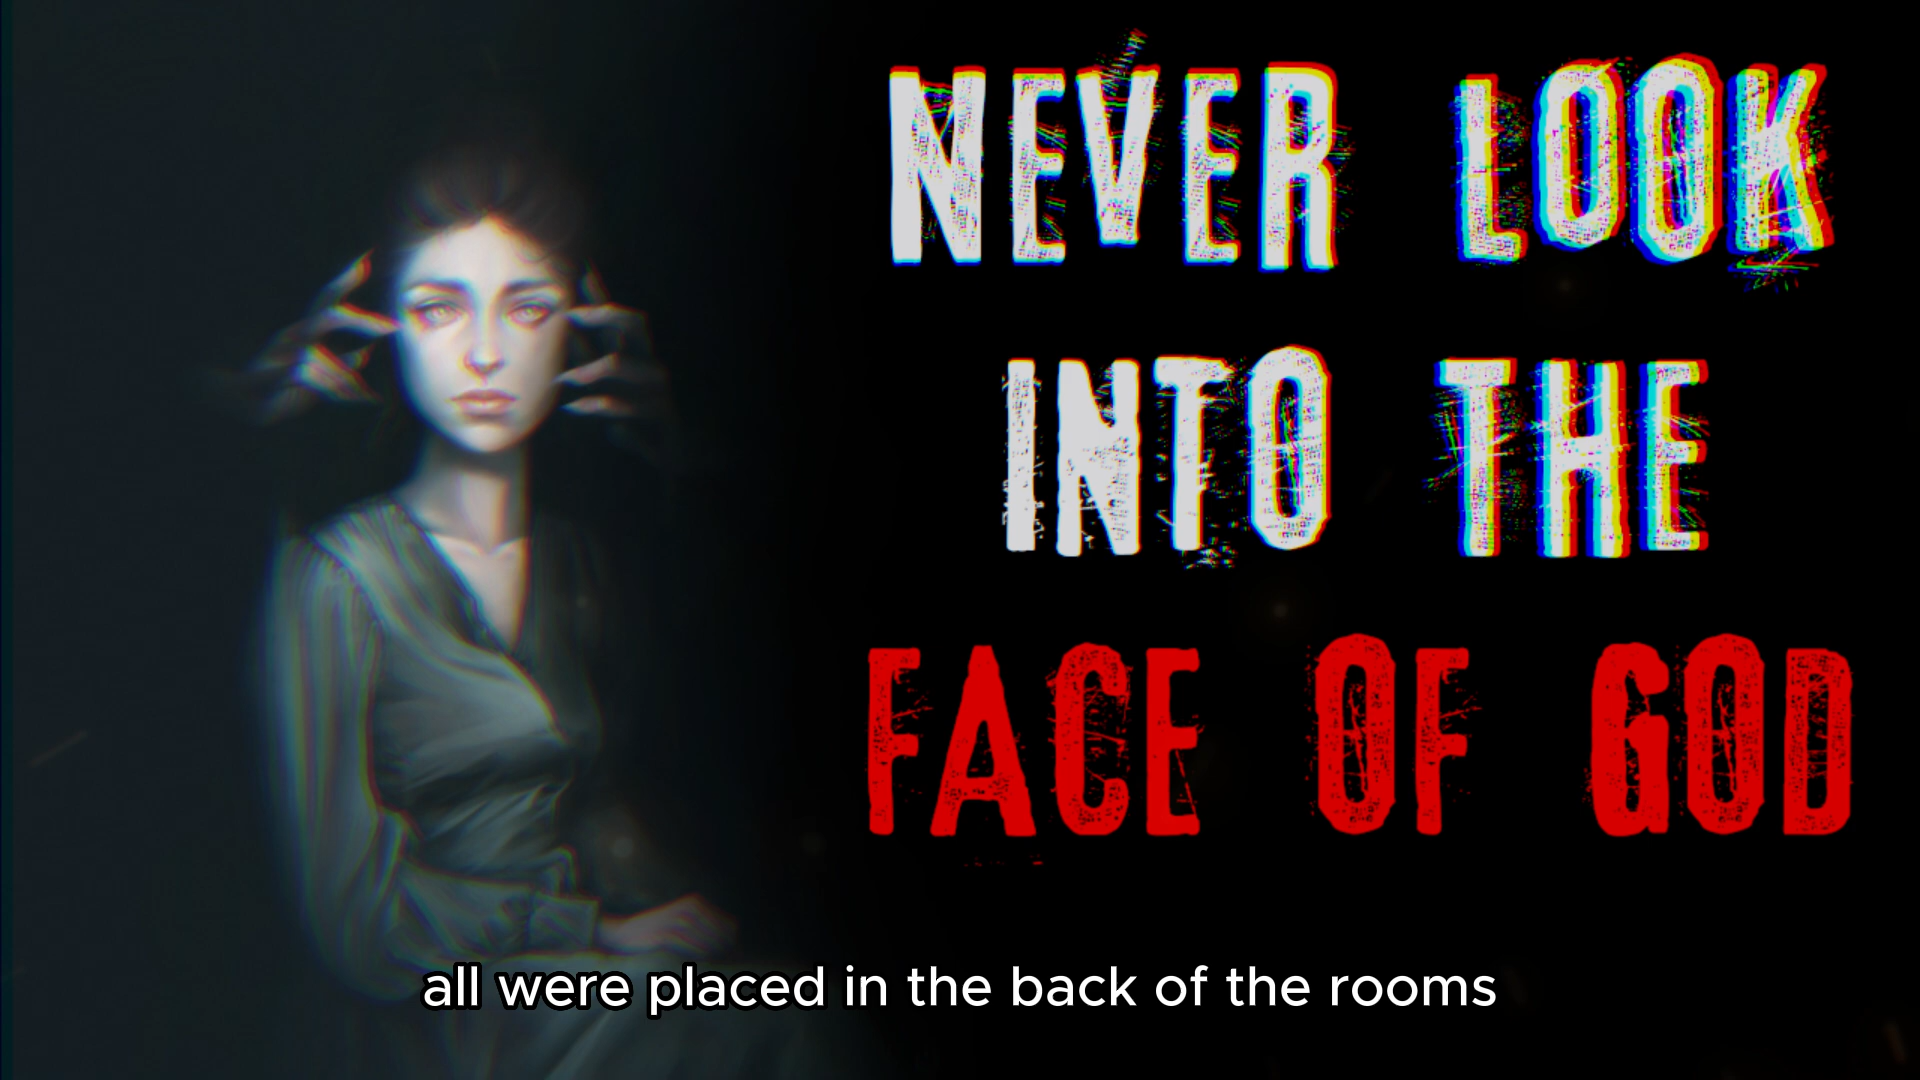 NEVER LOOK
INTO THE
FACE OF GOD
all were placed in the back of the rooms